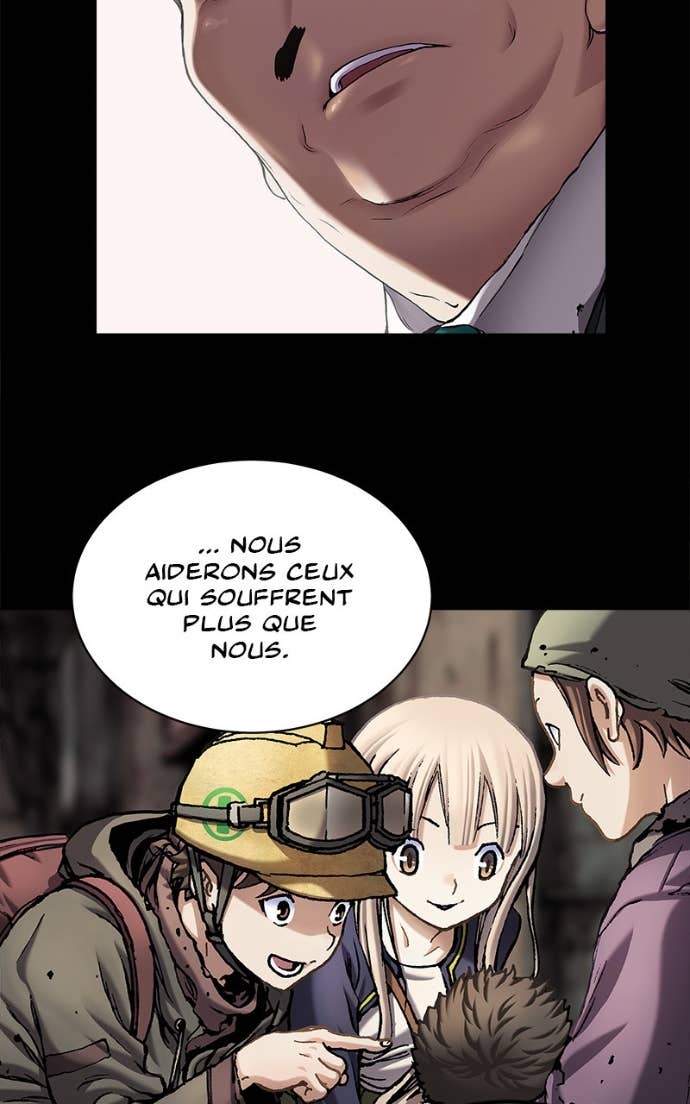 ... NOUS
AIDERONS CEUX
QUI SOUFFRENT
PLUS QUE
NOUS.